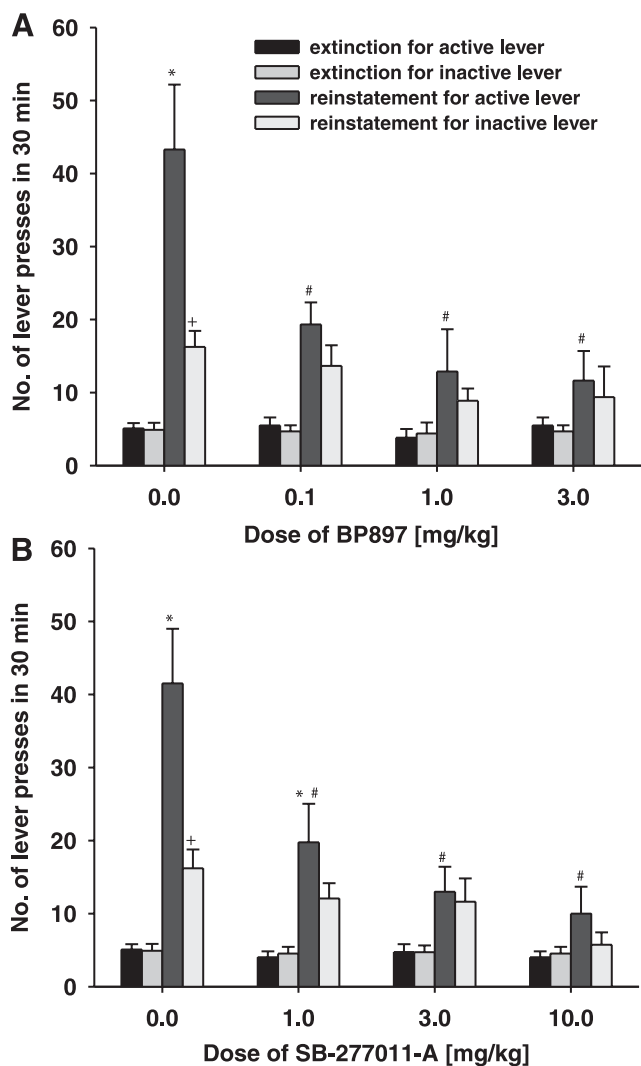 A
60
50
40
30
20
10
0
No. of lever presses in 30 min
extinction for active lever
extinction for inactive lever
reinstatement for active lever
reinstatement for inactive lever
*
+
#
#
#
0.0 0.1 1.0 3.0
Dose of BP897 [mg/kg]
B
60
50
40
30
20
10
0
No. of lever presses in 30 min
*
+
* #
#
#
0.0 1.0 3.0 10.0
Dose of SB-277011-A [mg/kg]